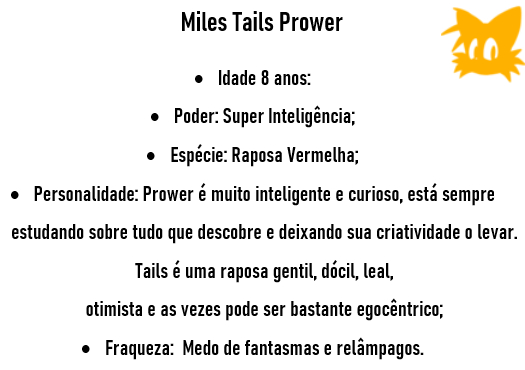 Miles Tails Prower
• Idade 8 anos:
• Poder: Super Inteligência;
• Espécie: Raposa Vermelha;
• Personalidade: Prower é muito inteligente e curioso, está sempre
estudando sobre tudo que descobre e deixando sua criatividade o levar.
Tails é uma raposa gentil, dócil, leal,
otimista e as vezes pode ser bastante egocêntrico;
• Fraqueza: Medo de fantasmas e relâmpagos.